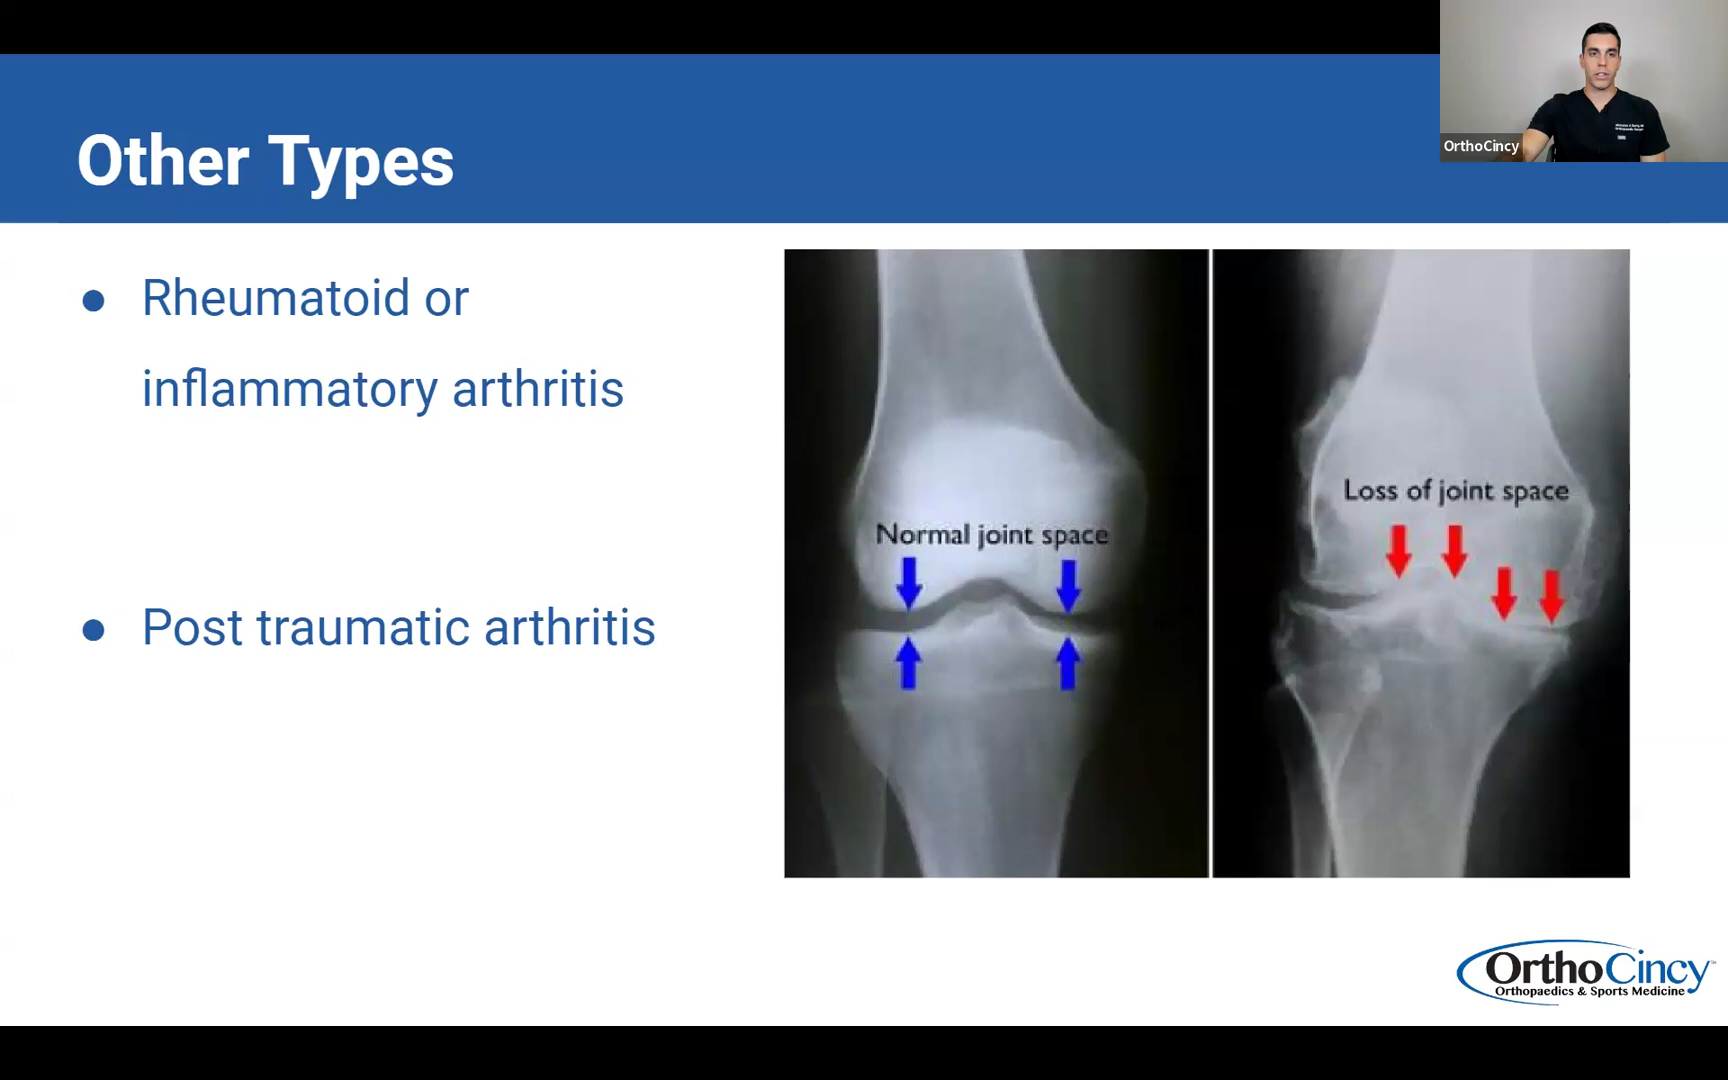 OrthoCincy
Other Types
● Rheumatoid or
inflammatory arthritis
● Post traumatic arthritis
Normal joint space
Loss of joint space
OrthoCincy™
Orthopaedics & Sports Medicine